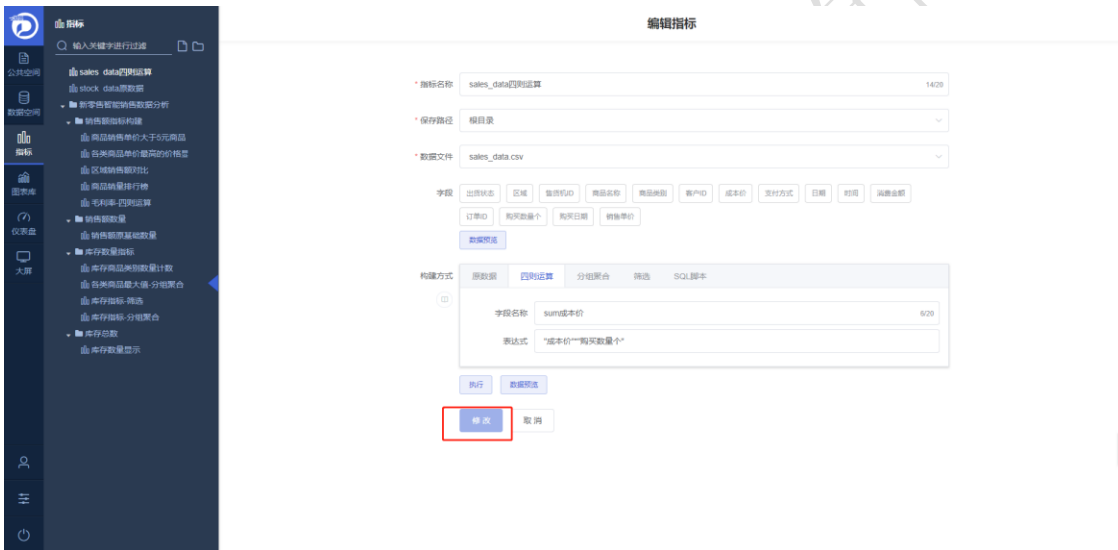 指标
输入关键字进行过滤
公共空间
数据空间
指标
图表库
仪表盘
大屏
sales_data四则运算
stock_data原数据
新零售智能销售数据分析
销售额指标构建
商品销售单价大于5元商品
各类商品单价最高的价格是
区域销售额对比
商品销量排行榜
毛利率-四则运算
销售额数量
销售额原基础数量
库存数量指标
库存商品类别数量计数
各类商品最大值-分组聚合
库存指标-筛选
库存指标-分组聚合
库存总数
库存数量显示
编辑指标
* 指标名称 sales_data四则运算 14/20
* 保存路径 根目录
* 数据文件 sales_data.csv
字段 出货状态 区域 售货机ID 商品名称 商品类别 客户ID 成本价 支付方式 日期 时间 消费金额
订单ID 购买数量个 购买日期 销售单价
数据预览
构建方式 原数据 四则运算 分组聚合 筛选 SQL脚本
字段名称 sum成本价 6/20
表达式 "成本价"*"购买数量个"
执行 数据预览
修改 取消